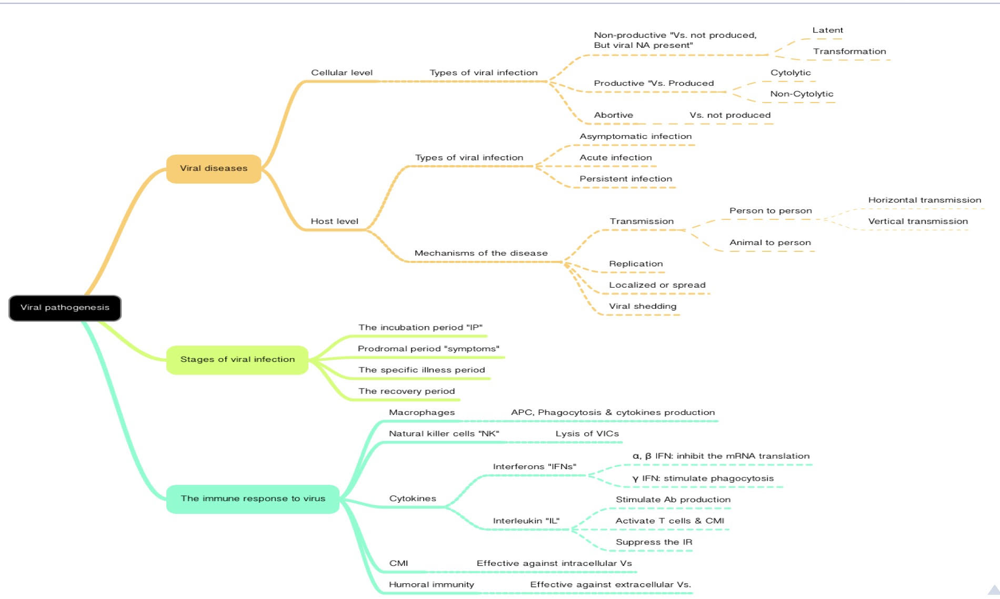 Viral pathogenesis
Viral diseases
Cellular level
Types of viral infection
Non-productive "Vs. not produced,
But viral NA present"
Latent
Transformation
Productive "Vs. Produced
Cytolytic
Non-Cytolytic
Abortive
Vs. not produced
Host level
Types of viral infection
Asymptomatic infection
Acute infection
Persistent infection
Mechanisms of the disease
Transmission
Person to person
Horizontal transmission
Vertical transmission
Animal to person
Replication
Localized or spread
Viral shedding
Stages of viral infection
The incubation period "IP"
Prodromal period "symptoms"
The specific illness period
The recovery period
The immune response to virus
Macrophages
APC, Phagocytosis & cytokines production
Natural killer cells "NK"
Lysis of VICs
Cytokines
Interferons "IFNs"
α, β IFN: inhibit the mRNA translation
γ IFN: stimulate phagocytosis
Interleukin "IL"
Stimulate Ab production
Activate T cells & CMI
Suppress the IR
CMI
Effective against intracellular Vs
Humoral immunity
Effective against extracellular Vs.